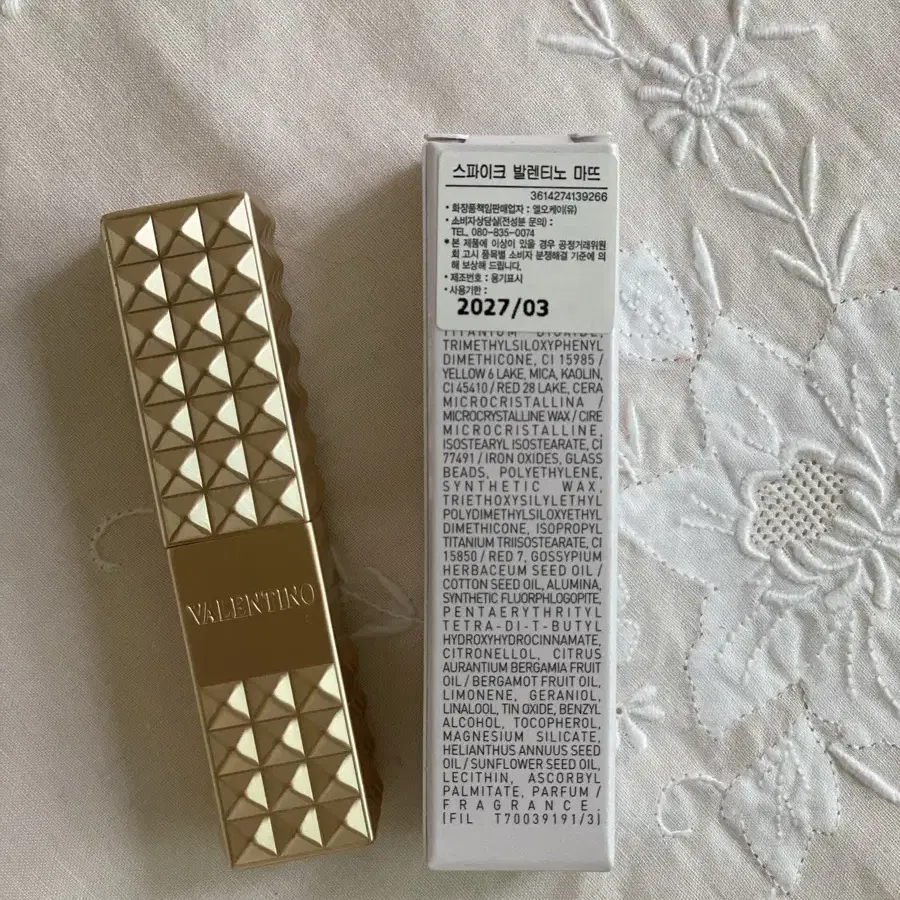 VALENTINO
스파이크 발렌티노 마뜨
3614274139266
• 화장품책임판매업자 : 엘오케이(유)
• 소비자상담실(전성분 문의) :
TEL. 080-835-0074
• 본 제품에 이상이 있을 경우 공정거래위원
회 고시 품목별 소비자 분쟁해결 기준에 의
해 보상해 드립니다.
• 제조번호 : 용기표시
• 사용기한 :
2027/03
TITANIUM DIOXIDE,
TRIMETHYLSILOXYPHENYL
DIMETHICONE, CI 15985 /
YELLOW 6 LAKE, MICA, KAOLIN,
CI 45410 / RED 28 LAKE, CERA
MICROCRISTALLINA /
MICROCRYSTALLINE WAX / CIRE
MICROCRISTALLINE,
ISOSTEARYL ISOSTEARATE, CI
77491 / IRON OXIDES, GLASS
BEADS, POLYETHYLENE,
SYNTHETIC WAX,
TRIETHOXYSILYLETHYL
POLYDIMETHYLSILOXYETHYL
DIMETHICONE, ISOPROPYL
TITANIUM TRIISOSTEARATE, CI
15850 / RED 7, GOSSYPIUM
HERBACEUM SEED OIL /
COTTON SEED OIL, ALUMINA,
SYNTHETIC FLUORPHLOGOPITE,
PENTAERYTHRITYL
TETRA-DI-T-BUTYL
HYDROXYHYDROCINNAMATE,
CITRONELLOL, CITRUS
AURANTIUM BERGAMIA FRUIT
OIL / BERGAMOT FRUIT OIL,
LIMONENE, GERANIOL,
LINALOOL, TIN OXIDE, BENZYL
ALCOHOL, TOCOPHEROL,
MAGNESIUM SILICATE,
HELIANTHUS ANNUUS SEED
OIL / SUNFLOWER SEED OIL,
LECITHIN, ASCORBYL
PALMITATE, PARFUM /
FRAGRANCE.
(FIL T70039191/3)